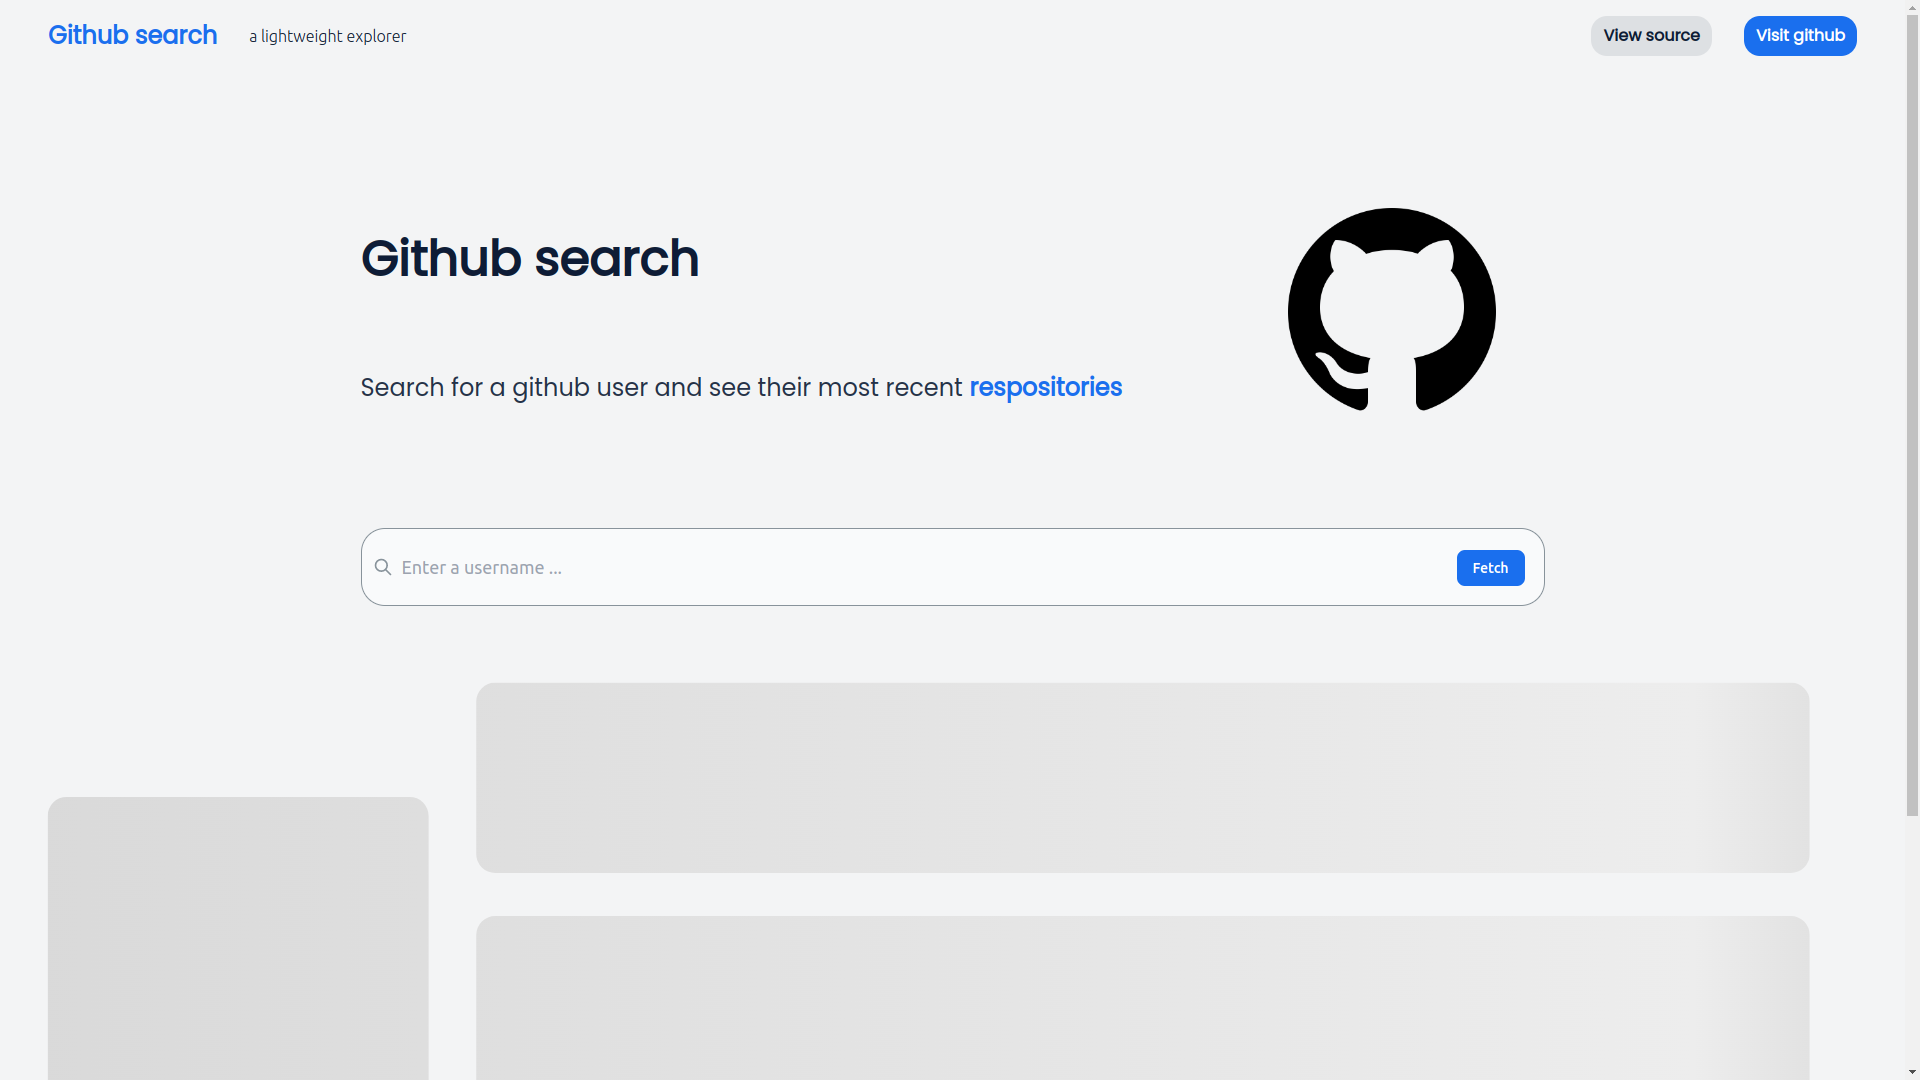 Github search
a lightweight explorer
View source
Visit github
Github search
Search for a github user and see their most recent respositories
Enter a username ...
Fetch